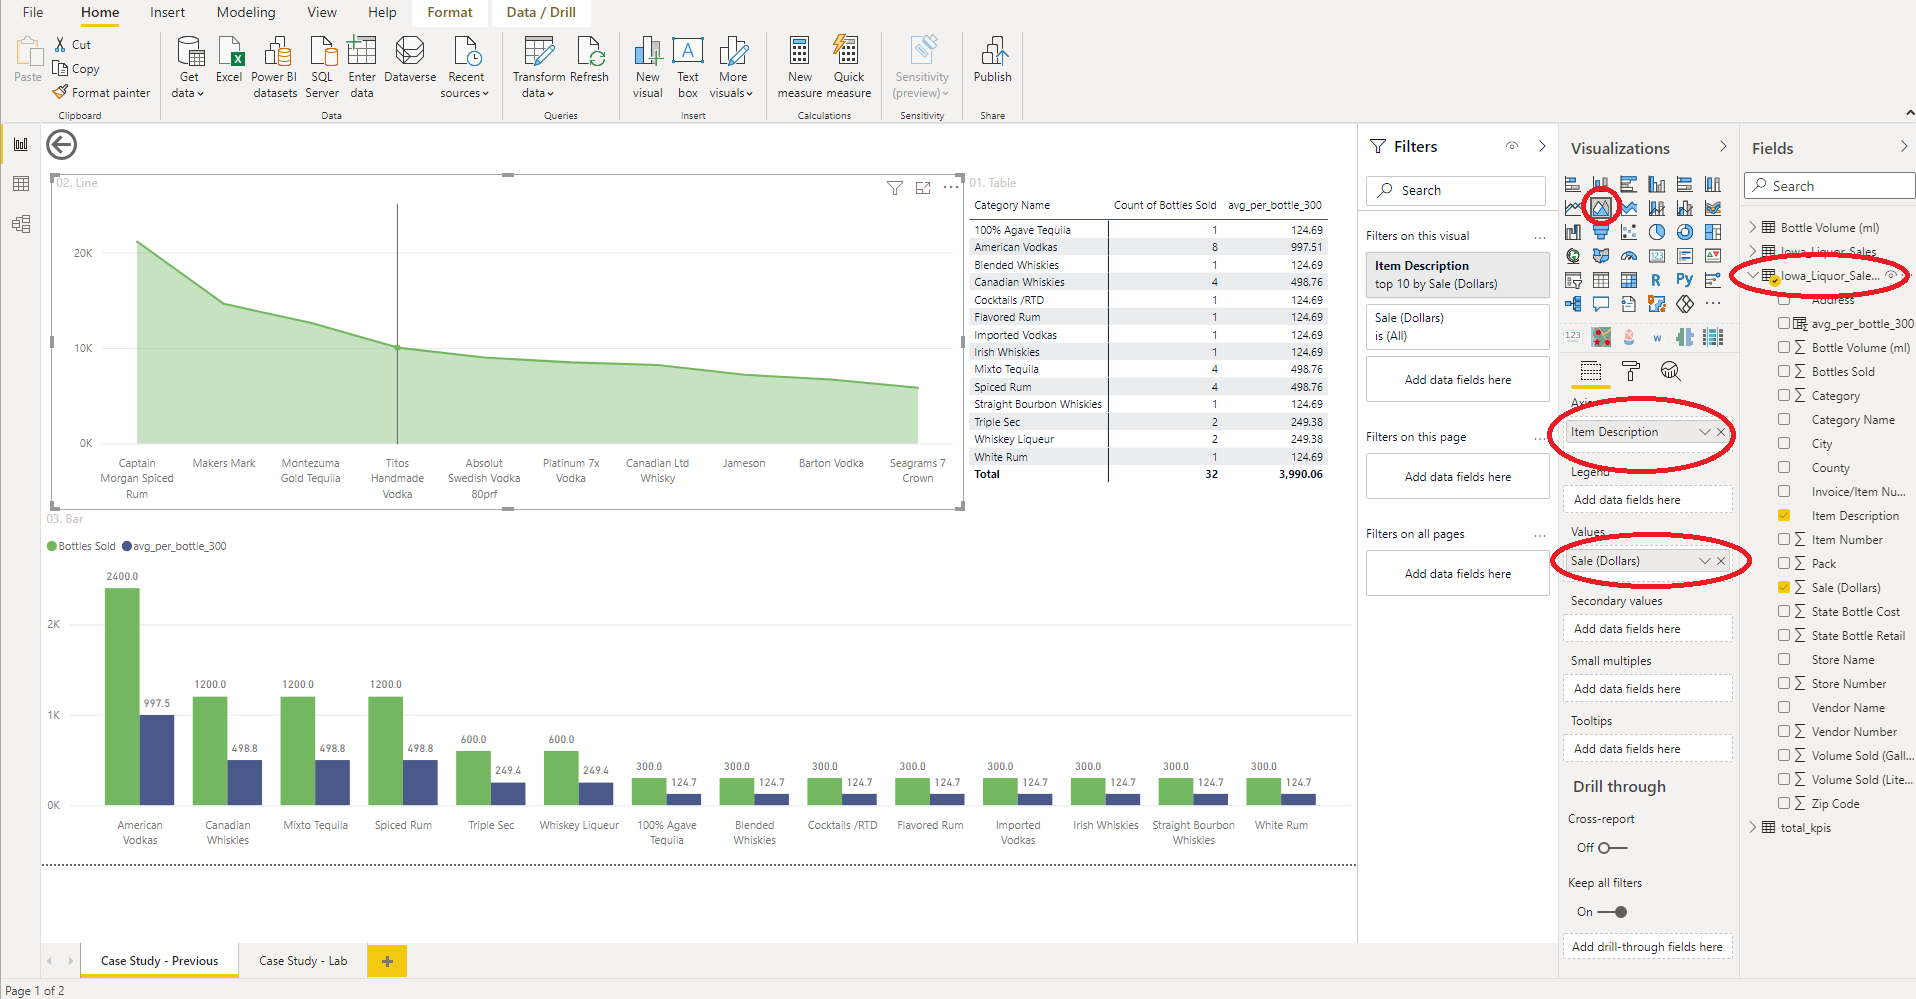 File Home Insert Modeling View Help Format Data / Drill
Paste
Cut
Copy
Format painter
Clipboard
Get data
Excel
Power BI datasets
SQL Server
Enter data
Dataverse
Recent sources
Data
Transform data
Refresh
Queries
New visual
Text box
More visuals
Insert
New measure
Quick measure
Calculations
Sensitivity (preview)
Sensitivity
Publish
Share
02. Line
20K
10K
0K
Captain Morgan Spiced Rum
Makers Mark
Montezuma Gold Tequila
Titos Handmade Vodka
Absolut Swedish Vodka 80prf
Platinum 7x Vodka
Canadian Ltd Whisky
Jameson
Barton Vodka
Seagrams 7 Crown
01. Table
Category Name Count of Bottles Sold avg_per_bottle_300
100% Agave Tequila 1 124.69
American Vodkas 8 997.51
Blended Whiskies 1 124.69
Canadian Whiskies 4 498.76
Cocktails /RTD 1 124.69
Flavored Rum 1 124.69
Imported Vodkas 1 124.69
Irish Whiskies 1 124.69
Mixto Tequila 4 498.76
Spiced Rum 4 498.76
Straight Bourbon Whiskies 1 124.69
Triple Sec 2 249.38
Whiskey Liqueur 2 249.38
White Rum 1 124.69
Total 32 3,990.06
03. Bar
Bottles Sold avg_per_bottle_300
2K
1K
0K
2400.0 997.5
1200.0 498.8
1200.0 498.8
1200.0 498.8
600.0 249.4
600.0 249.4
300.0 124.7
300.0 124.7
300.0 124.7
300.0 124.7
300.0 124.7
300.0 124.7
300.0 124.7
300.0 124.7
American Vodkas
Canadian Whiskies
Mixto Tequila
Spiced Rum
Triple Sec
Whiskey Liqueur
100% Agave Tequila
Blended Whiskies
Cocktails /RTD
Flavored Rum
Imported Vodkas
Irish Whiskies
Straight Bourbon Whiskies
White Rum
Filters
Search
Filters on this visual ...
Item Description
top 10 by Sale (Dollars)
Sale (Dollars)
is (All)
Add data fields here
Filters on this page ...
Add data fields here
Filters on all pages ...
Add data fields here
Visualizations
123
R Py
...
123
W
Axis
Item Description
Legend
Add data fields here
Values
Sale (Dollars)
Secondary values
Add data fields here
Small multiples
Add data fields here
Tooltips
Add data fields here
Drill through
Cross-report
Off
Keep all filters
On
Add drill-through fields here
Fields
Search
Bottle Volume (ml)
Iowa_Liquor_Sales
Iowa_Liquor_Sale...
Address
avg_per_bottle_300
Bottle Volume (ml)
Bottles Sold
Category
Category Name
City
County
Invoice/Item Nu...
Item Description
Item Number
Pack
Sale (Dollars)
State Bottle Cost
State Bottle Retail
Store Name
Store Number
Vendor Name
Vendor Number
Volume Sold (Gall...
Volume Sold (Lite...
Zip Code
total_kpis
Case Study - Previous
Case Study - Lab
+
Page 1 of 2